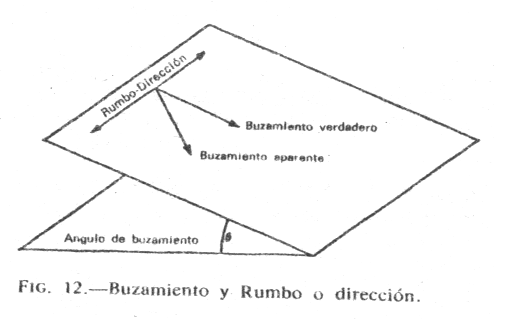 Rumbo-Dirección
Buzamiento verdadero
Buzamiento aparente
Angulo de buzamiento
FIG. 12.—Buzamiento y Rumbo o dirección.